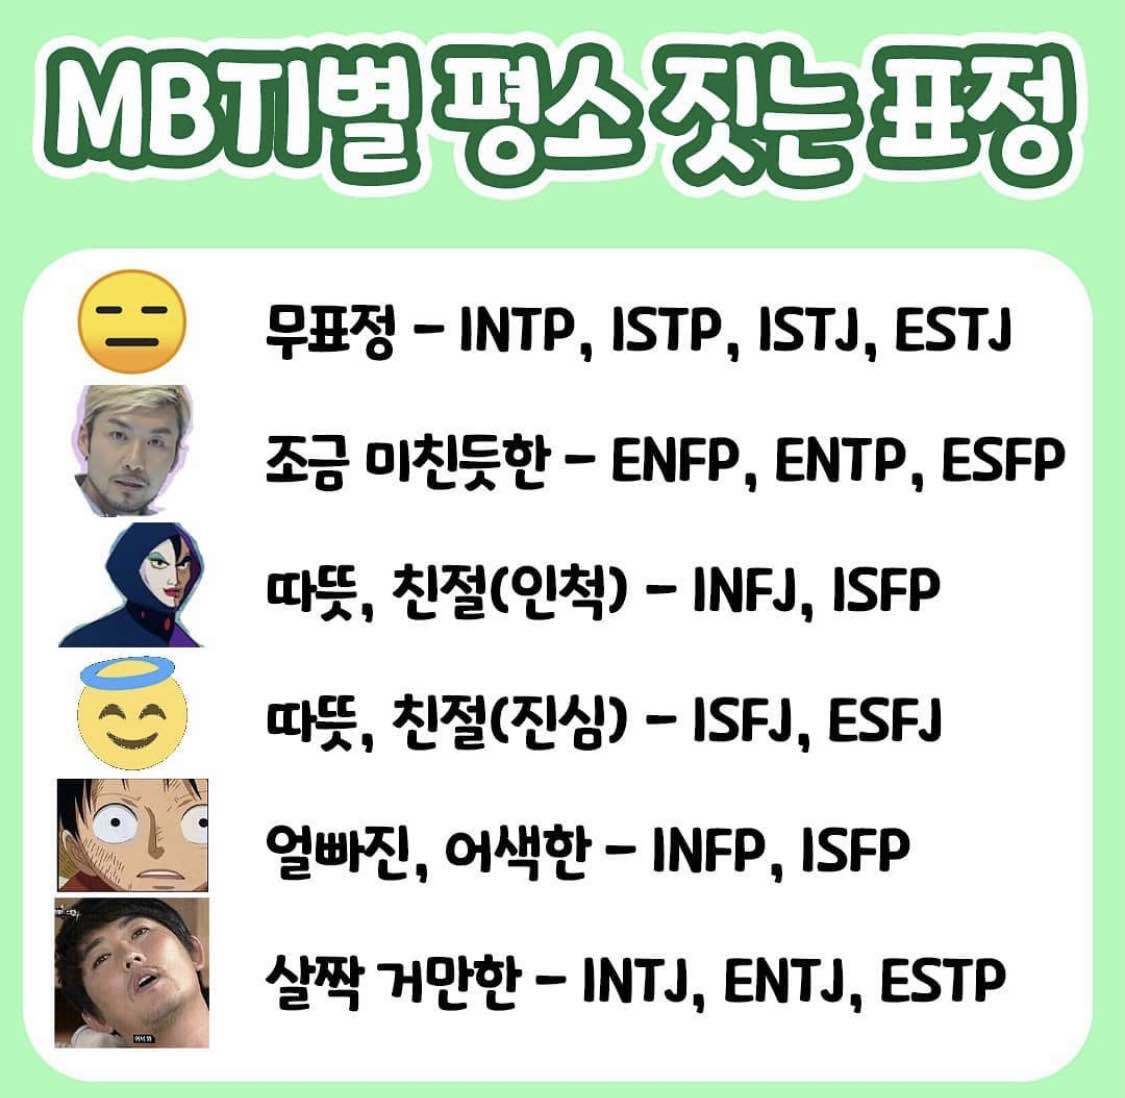 MBTI별 평소 짓는 표정
무표정 - INTP, ISTP, ISTJ, ESTJ
조금 미친듯한 - ENFP, ENTP, ESFP
따뜻, 친절(인척) - INFJ, ISFP
따뜻, 친절(진심) - ISFJ, ESFJ
얼빠진, 어색한 - INFP, ISFP
살짝 거만한 - INTJ, ENTJ, ESTP